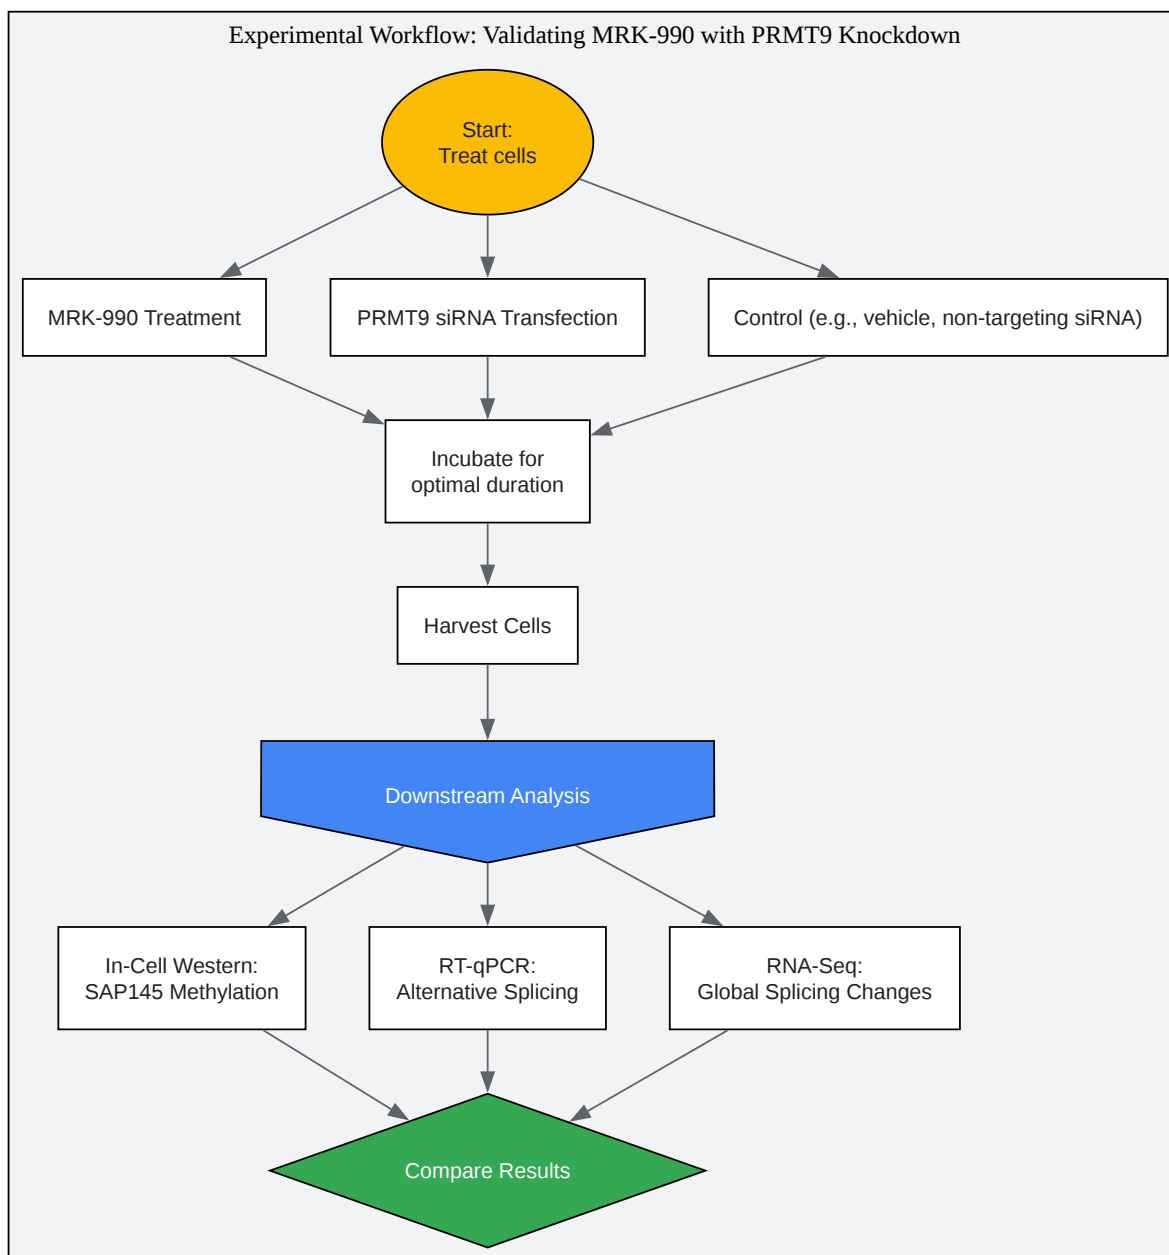 Experimental Workflow: Validating MRK-990 with PRMT9 Knockdown
Start:
Treat cells
MRK-990 Treatment
PRMT9 siRNA Transfection
Control (e.g., vehicle, non-targeting siRNA)
Incubate for
optimal duration
Harvest Cells
Downstream Analysis
In-Cell Western:
SAP145 Methylation
RT-qPCR:
Alternative Splicing
RNA-Seq:
Global Splicing Changes
Compare Results